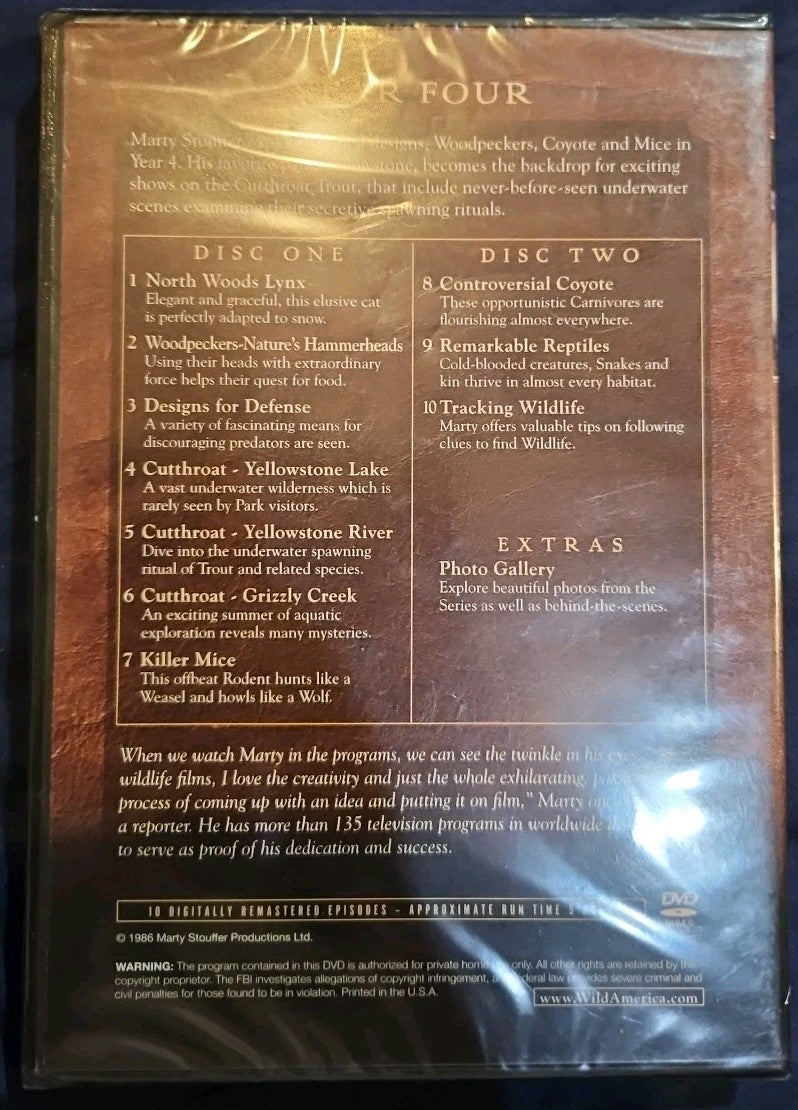 R FOUR
Marty designs, Woodpeckers, Coyote and Mice in
Year 4. His becomes the backdrop for exciting
shows on the Cutthroat Trout, that include never-before-seen underwater
scenes examining their secretive spawning rituals.
DISC ONE
1 North Woods Lynx
Elegant and graceful, this elusive cat
is perfectly adapted to snow.
2 Woodpeckers-Nature's Hammerheads
Using their heads with extraordinary
force helps their quest for food.
3 Designs for Defense
A variety of fascinating means for
discouraging predators are seen.
4 Cutthroat - Yellowstone Lake
A vast underwater wilderness which is
rarely seen by Park visitors.
5 Cutthroat - Yellowstone River
Dive into the underwater spawning
ritual of Trout and related species.
6 Cutthroat - Grizzly Creek
An exciting summer of aquatic
exploration reveals many mysteries.
7 Killer Mice
This offbeat Rodent hunts like a
Weasel and howls like a Wolf.
DISC TWO
8 Controversial Coyote
These opportunistic Carnivores are
flourishing almost everywhere.
9 Remarkable Reptiles
Cold-blooded creatures, Snakes and
kin thrive in almost every habitat.
10 Tracking Wildlife
Marty offers valuable tips on following
clues to find Wildlife.
EXTRAS
Photo Gallery
Explore beautiful photos from the
Series as well as behind-the-scenes.
When we watch Marty in the programs, we can see the twinkle in his
wildlife films, I love the creativity and just the whole exhilarating,
process of coming up with an idea and putting it on film," Marty
a reporter. He has more than 135 television programs in worldwide
to serve as proof of his dedication and success.
10 DIGITALLY REMASTERED EPISODES - APPROXIMATE RUN TIME 5
DVD
VIDEO
© 1986 Marty Stouffer Productions Ltd.
WARNING: The program contained in this DVD is authorized for private home use only. All other rights are retained by the
copyright proprietor. The FBI investigates allegations of copyright infringement, and federal law provides severe criminal and
civil penalties for those found to be in violation. Printed in the U.S.A.
www.WildAmerica.com